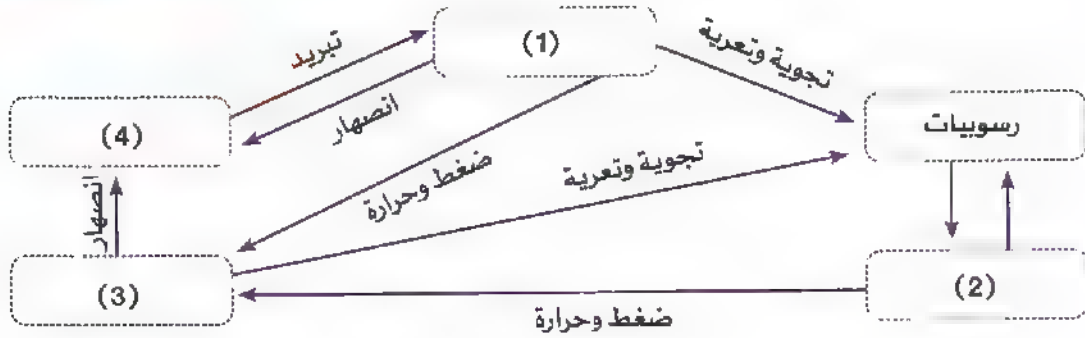 (1)
تبريد
تجوية وتعرية
انصهار
(4)
رسوبيات
ضغط وحرارة
تجوية وتعرية
انصهار
(3)
(2)
ضغط وحرارة